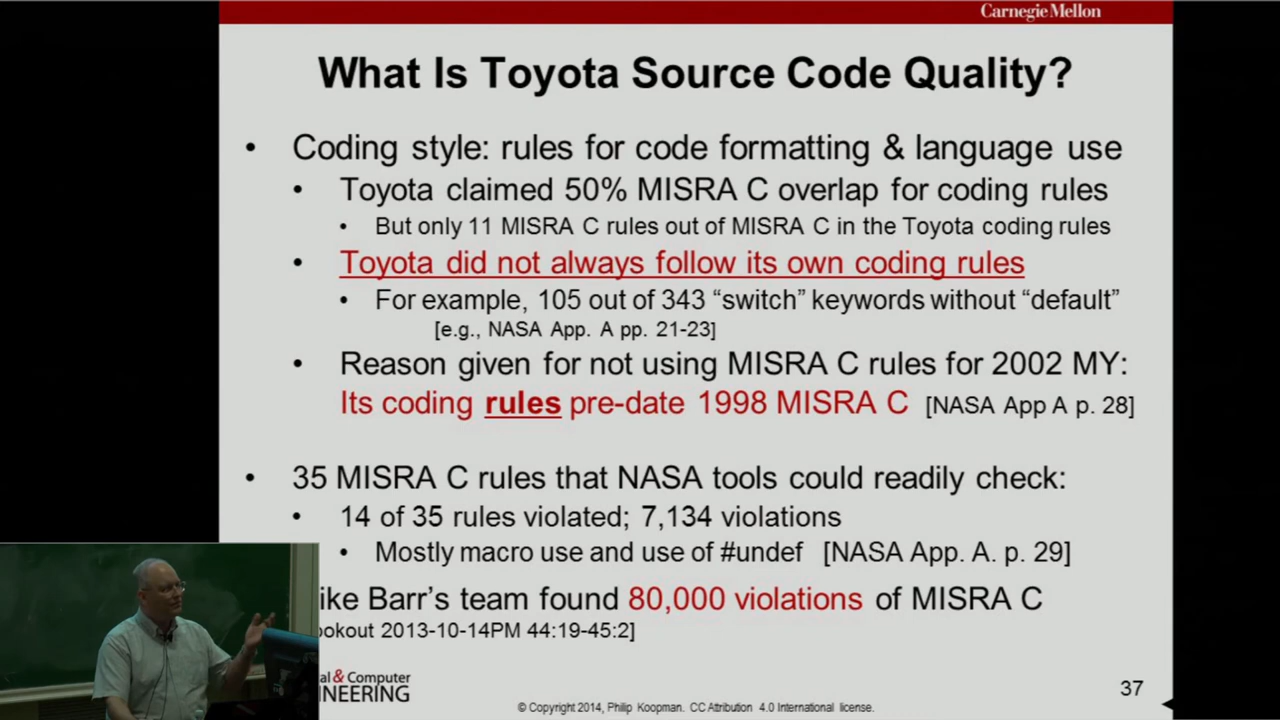 Carnegie Mellon
What Is Toyota Source Code Quality?
• Coding style: rules for code formatting & language use
• Toyota claimed 50% MISRA C overlap for coding rules
• But only 11 MISRA C rules out of MISRA C in the Toyota coding rules
• Toyota did not always follow its own coding rules
• For example, 105 out of 343 “switch” keywords without “default”
[e.g., NASA App. A pp. 21-23]
• Reason given for not using MISRA C rules for 2002 MY:
Its coding rules pre-date 1998 MISRA C [NASA App A p. 28]
• 35 MISRA C rules that NASA tools could readily check:
• 14 of 35 rules violated; 7,134 violations
• Mostly macro use and use of #undef [NASA App. A. p. 29]
ike Barr’s team found 80,000 violations of MISRA C
ookout 2013-10-14PM 44:19-45:2]
al & Computer
NEERING
37
© Copyright 2014, Philip Koopman. CC Attribution 4.0 International license.